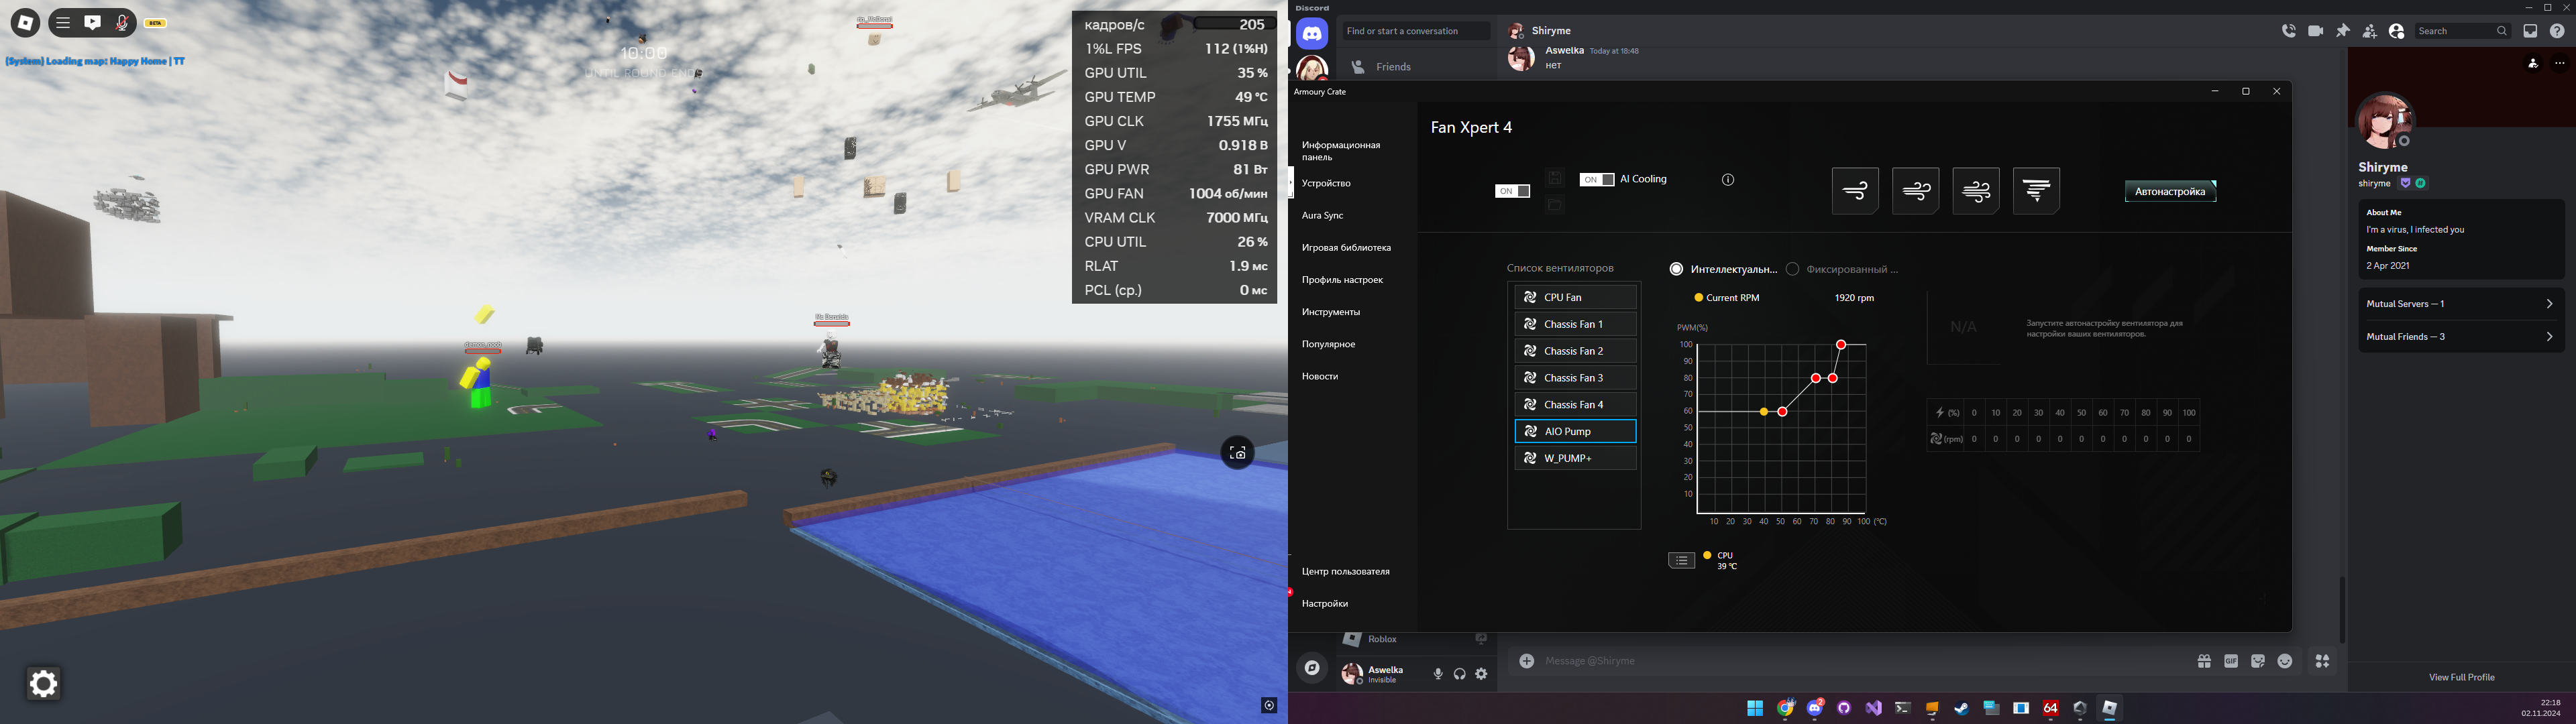 BETA
(System) Loading map: Happy Home | TT
10:00
UNTIL ROUND END
кадров/с 205
1%L FPS 112 (1%H)
GPU UTIL 35 %
GPU TEMP 49 °C
GPU CLK 1755 МГц
GPU V 0.918 В
GPU PWR 81 Вт
GPU FAN 1004 об/мин
VRAM CLK 7000 МГц
CPU UTIL 26 %
RLAT 1.9 мс
PCL (ср.) 0 мс
Discord
Find or start a conversation
Friends
Shiryme
Search
Aswelka Today at 18:48
нет
Armoury Crate
Информационная панель
Устройство
Aura Sync
Игровая библиотека
Профиль настроек
Инструменты
Популярное
Новости
Центр пользователя
Настройки
Fan Xpert 4
ON
ON AI Cooling
Автонастройка
Список вентиляторов
CPU Fan
Chassis Fan 1
Chassis Fan 2
Chassis Fan 3
Chassis Fan 4
AIO Pump
W_PUMP+
Интеллектуальн... Фиксированный ...
Current RPM 1920 rpm
PWM(%)
100
90
80
70
60
50
40
30
20
10
10 20 30 40 50 60 70 80 90 100 (°C)
CPU
39 °C
N/A
Запустите автонастройку вентилятора для
настройки ваших вентиляторов.
(%) 0 10 20 30 40 50 60 70 80 90 100
(rpm) 0 0 0 0 0 0 0 0 0 0 0
Roblox
Aswelka
Invisible
Message @Shiryme
GIF
Shiryme
shiryme
About Me
I'm a virus, I infected you
Member Since
2 Apr 2021
Mutual Servers — 1
Mutual Friends — 3
View Full Profile
2
64
22:18
02.11.2024